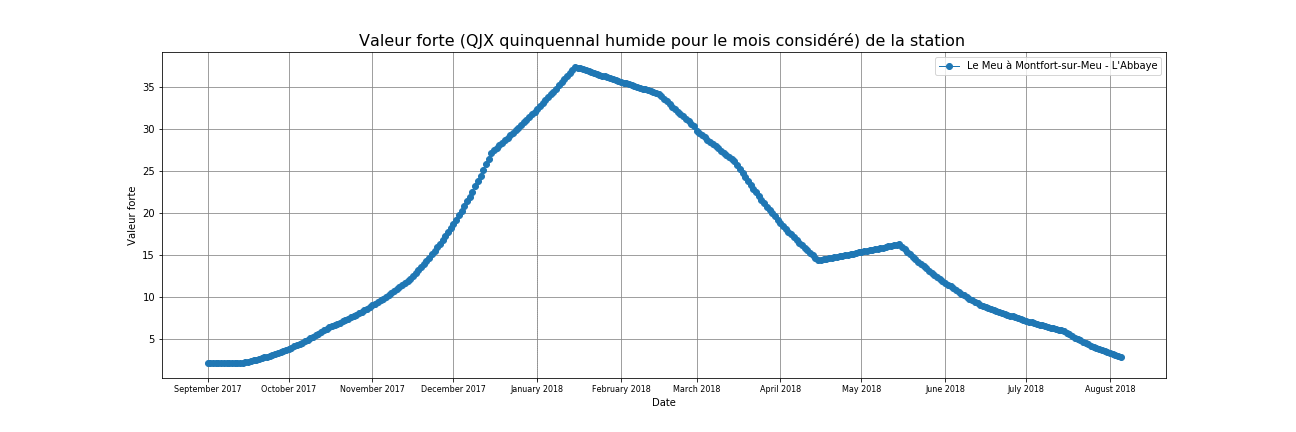 Valeur forte (QJX quinquennal humide pour le mois considéré) de la station
Le Meu à Montfort-sur-Meu - L'Abbaye
Valeur forte
35
30
25
20
15
10
5
September 2017 October 2017 November 2017 December 2017 January 2018 February 2018 March 2018 April 2018 May 2018 June 2018 July 2018 August 2018
Date